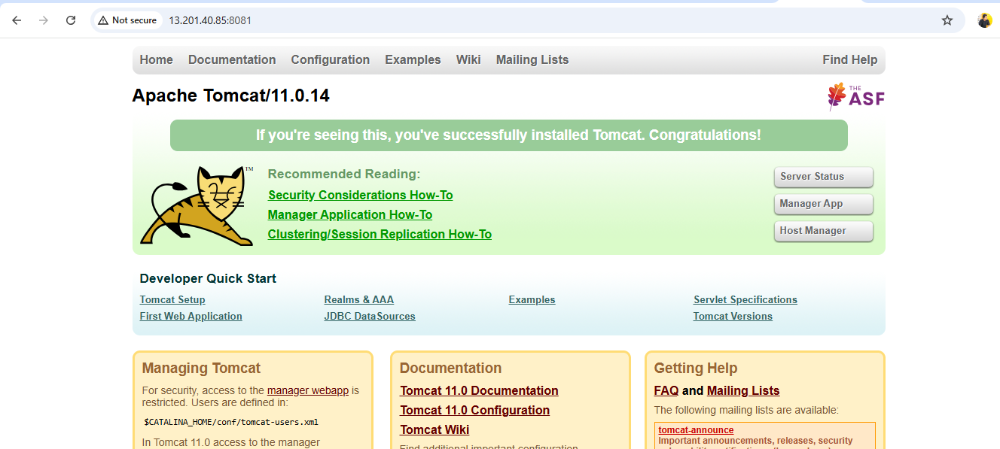 Not secure 13.201.40.85:8081
Home Documentation Configuration Examples Wiki Mailing Lists Find Help
Apache Tomcat/11.0.14
THE
ASF
If you're seeing this, you've successfully installed Tomcat. Congratulations!
TM
Recommended Reading:
Security Considerations How-To
Manager Application How-To
Clustering/Session Replication How-To
Server Status
Manager App
Host Manager
Developer Quick Start
Tomcat Setup
First Web Application
Realms & AAA
JDBC DataSources
Examples
Servlet Specifications
Tomcat Versions
Managing Tomcat
For security, access to the manager webapp is
restricted. Users are defined in:
$CATALINA_HOME/conf/tomcat-users.xml
In Tomcat 11.0 access to the manager
Documentation
Tomcat 11.0 Documentation
Tomcat 11.0 Configuration
Tomcat Wiki
Find additional important configuration
Getting Help
FAQ and Mailing Lists
The following mailing lists are available:
tomcat-announce
Important announcements, releases, security